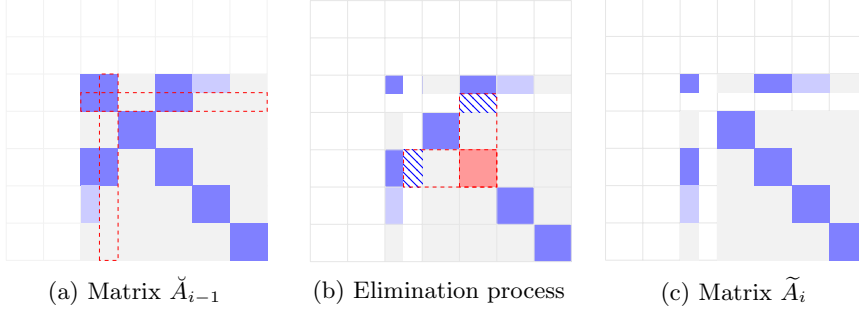 (a) Matrix Ă_{i−1}
(b) Elimination process
(c) Matrix Ã_i